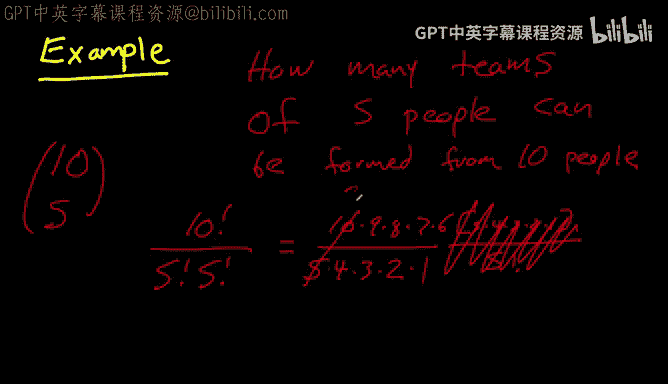 GPT中英字幕课程资源@bilibili.com
GPT中英字幕课程资源 bilibili
Example
How many teams
of 5 people can
be formed from 10 people
(10
5)
10! / 5! 5! = 10·9·8·7·6 / 5·4·3·2·1